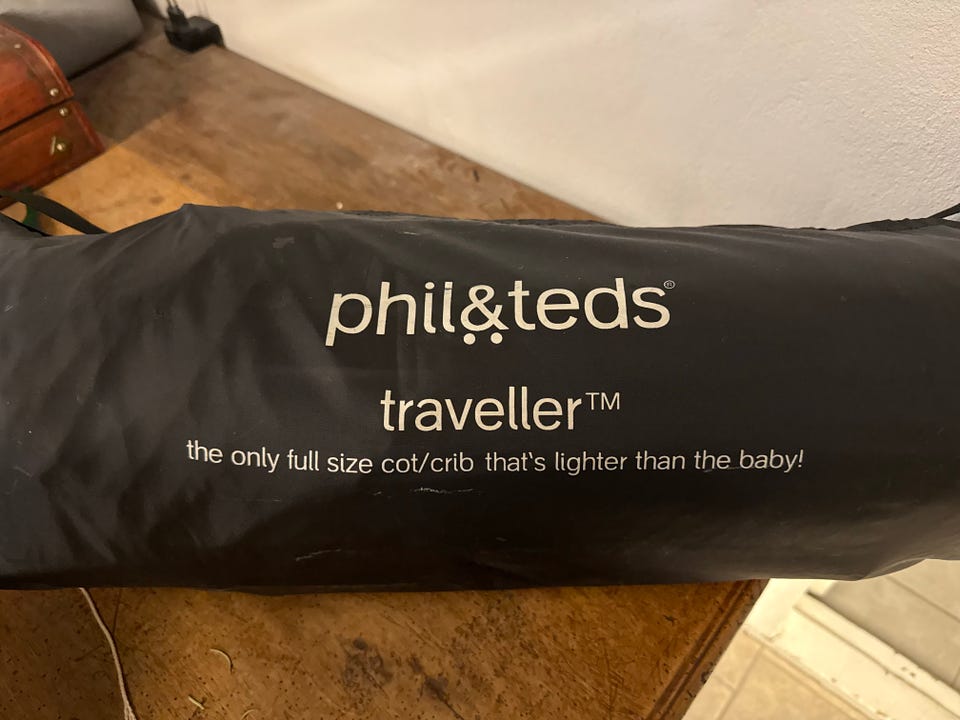 phil&teds®
traveller™
the only full size cot/crib that's lighter than the baby!